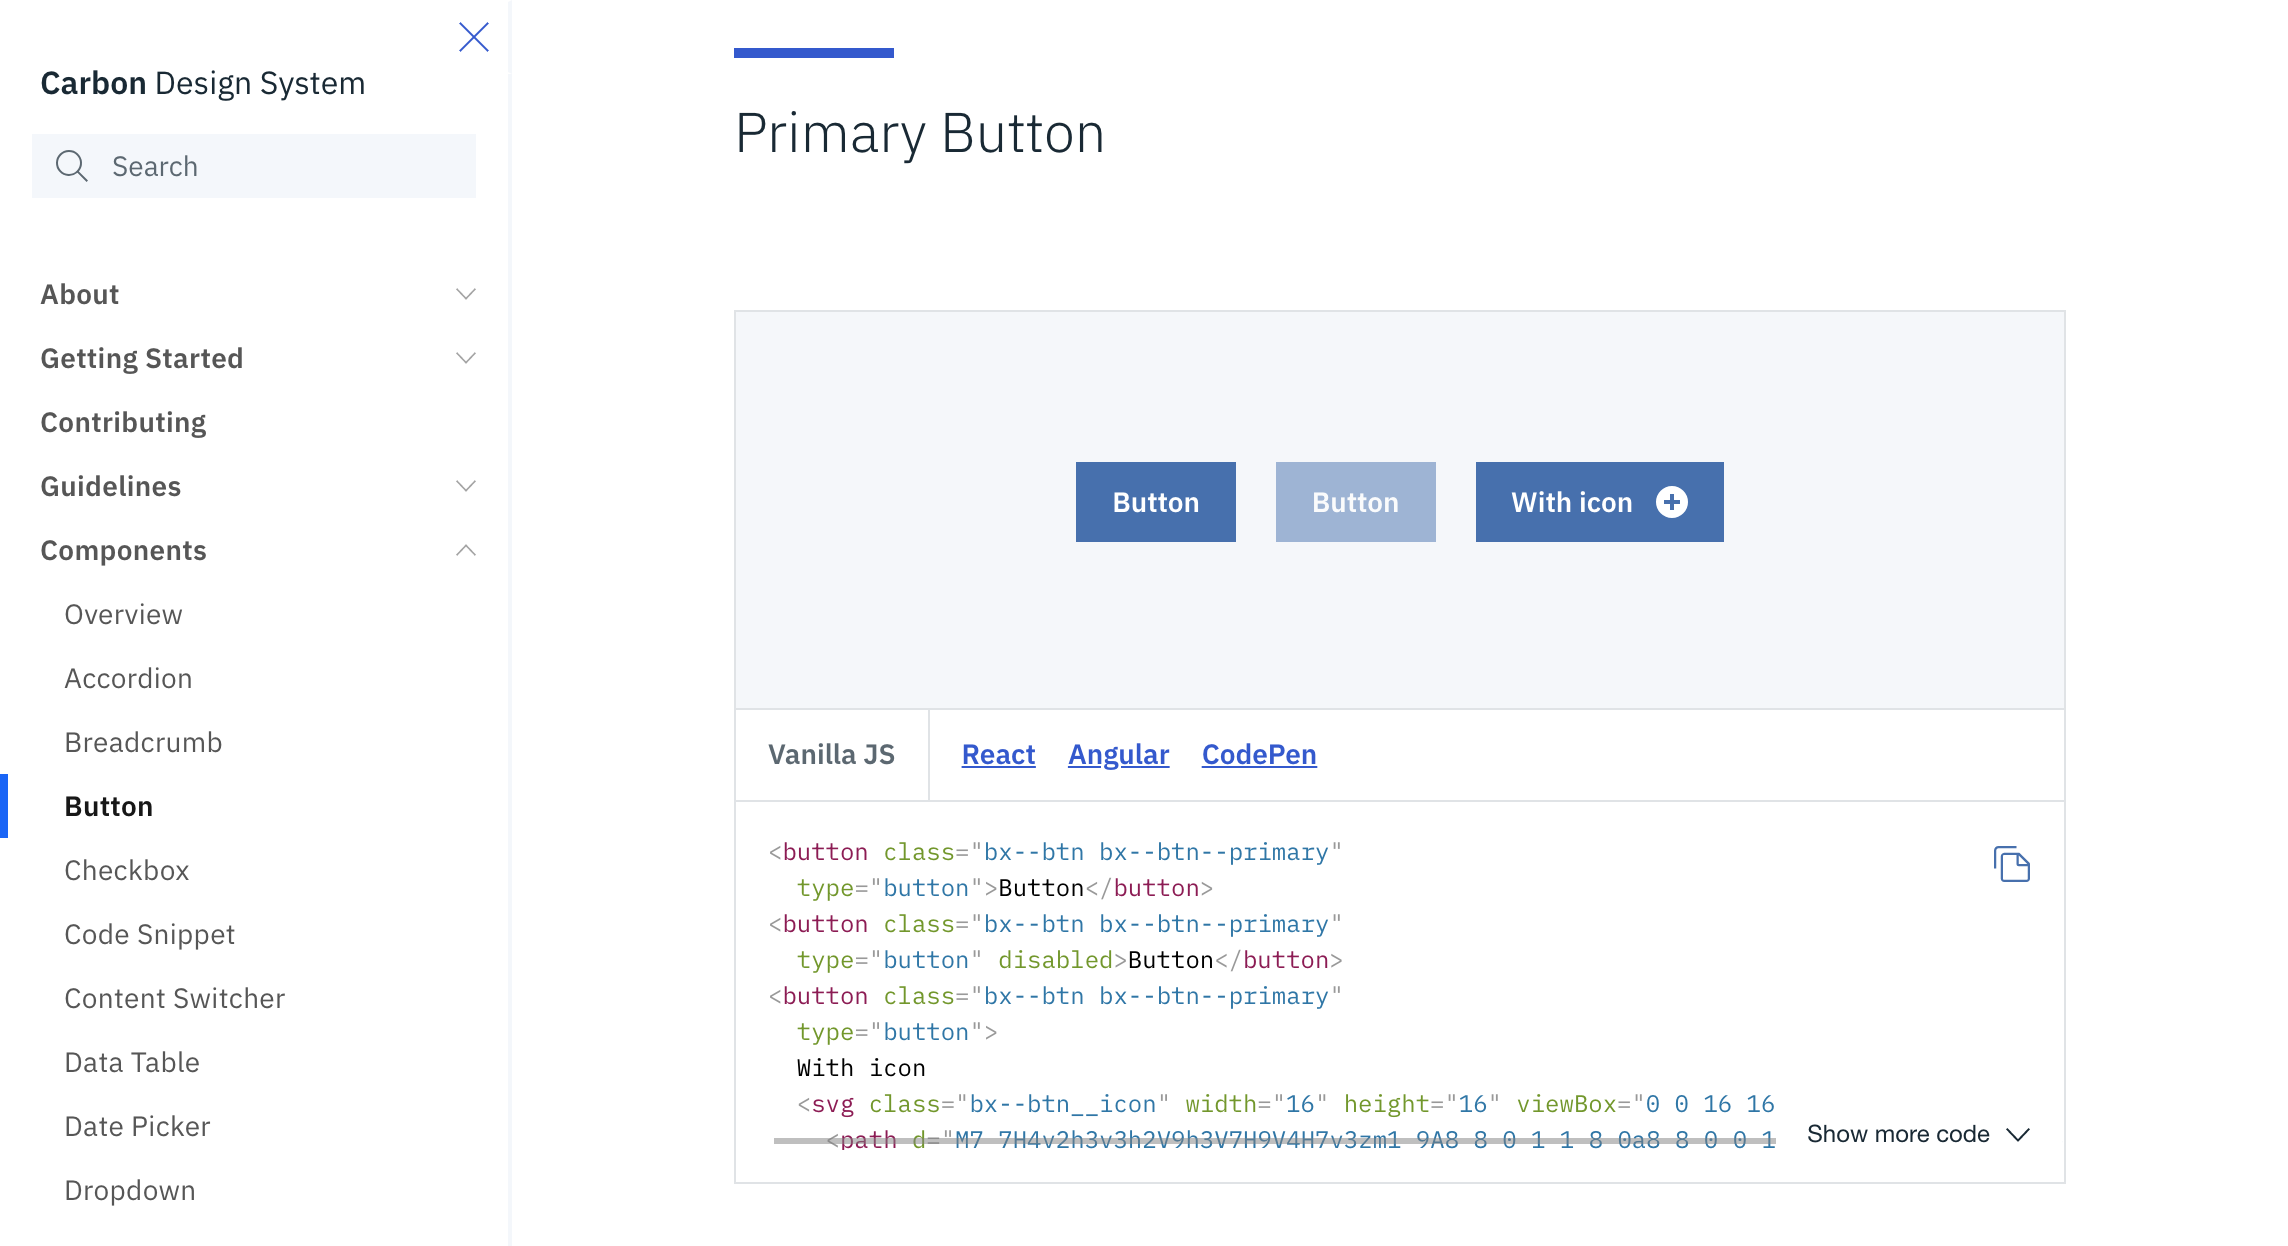 Carbon Design System
Search
About
Getting Started
Contributing
Guidelines
Components
Overview
Accordion
Breadcrumb
Button
Checkbox
Code Snippet
Content Switcher
Data Table
Date Picker
Dropdown
Primary Button
Button Button With icon
Vanilla JS React Angular CodePen
<button class="bx--btn bx--btn--primary"
type="button">Button</button>
<button class="bx--btn bx--btn--primary"
type="button" disabled>Button</button>
<button class="bx--btn bx--btn--primary"
type="button">
With icon
<svg class="bx--btn__icon" width="16" height="16" viewBox="0 0 16 16
<path d="M7 7H4v2h3v3h2V9h3V7H9V4H7v3zm1 9A8 8 0 1 1 8 0a8 8 0 0 1
Show more code